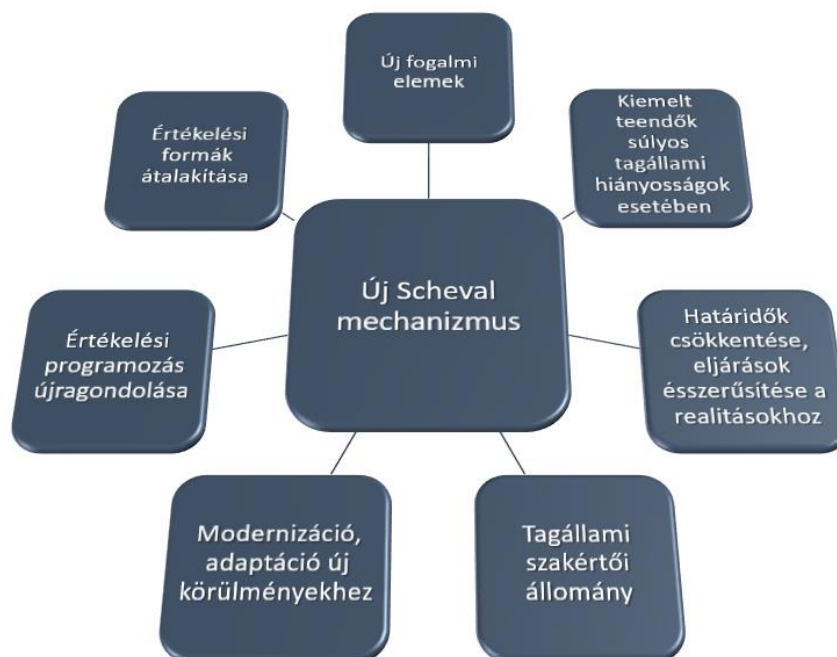 Új fogalmi
elemek
Kiemelt
teendők
súlyos
tagállami
hiányosságok
esetében
Értékelési
formák
átalakítása
Új Scheval
mechanizmus
Határidők
csökkentése,
eljárások
ésszerűsítése a
realitásokhoz
Értékelési
programozás
újragondolása
Modernizáció,
adaptáció új
körülményekhez
Tagállami
szakértői
állomány